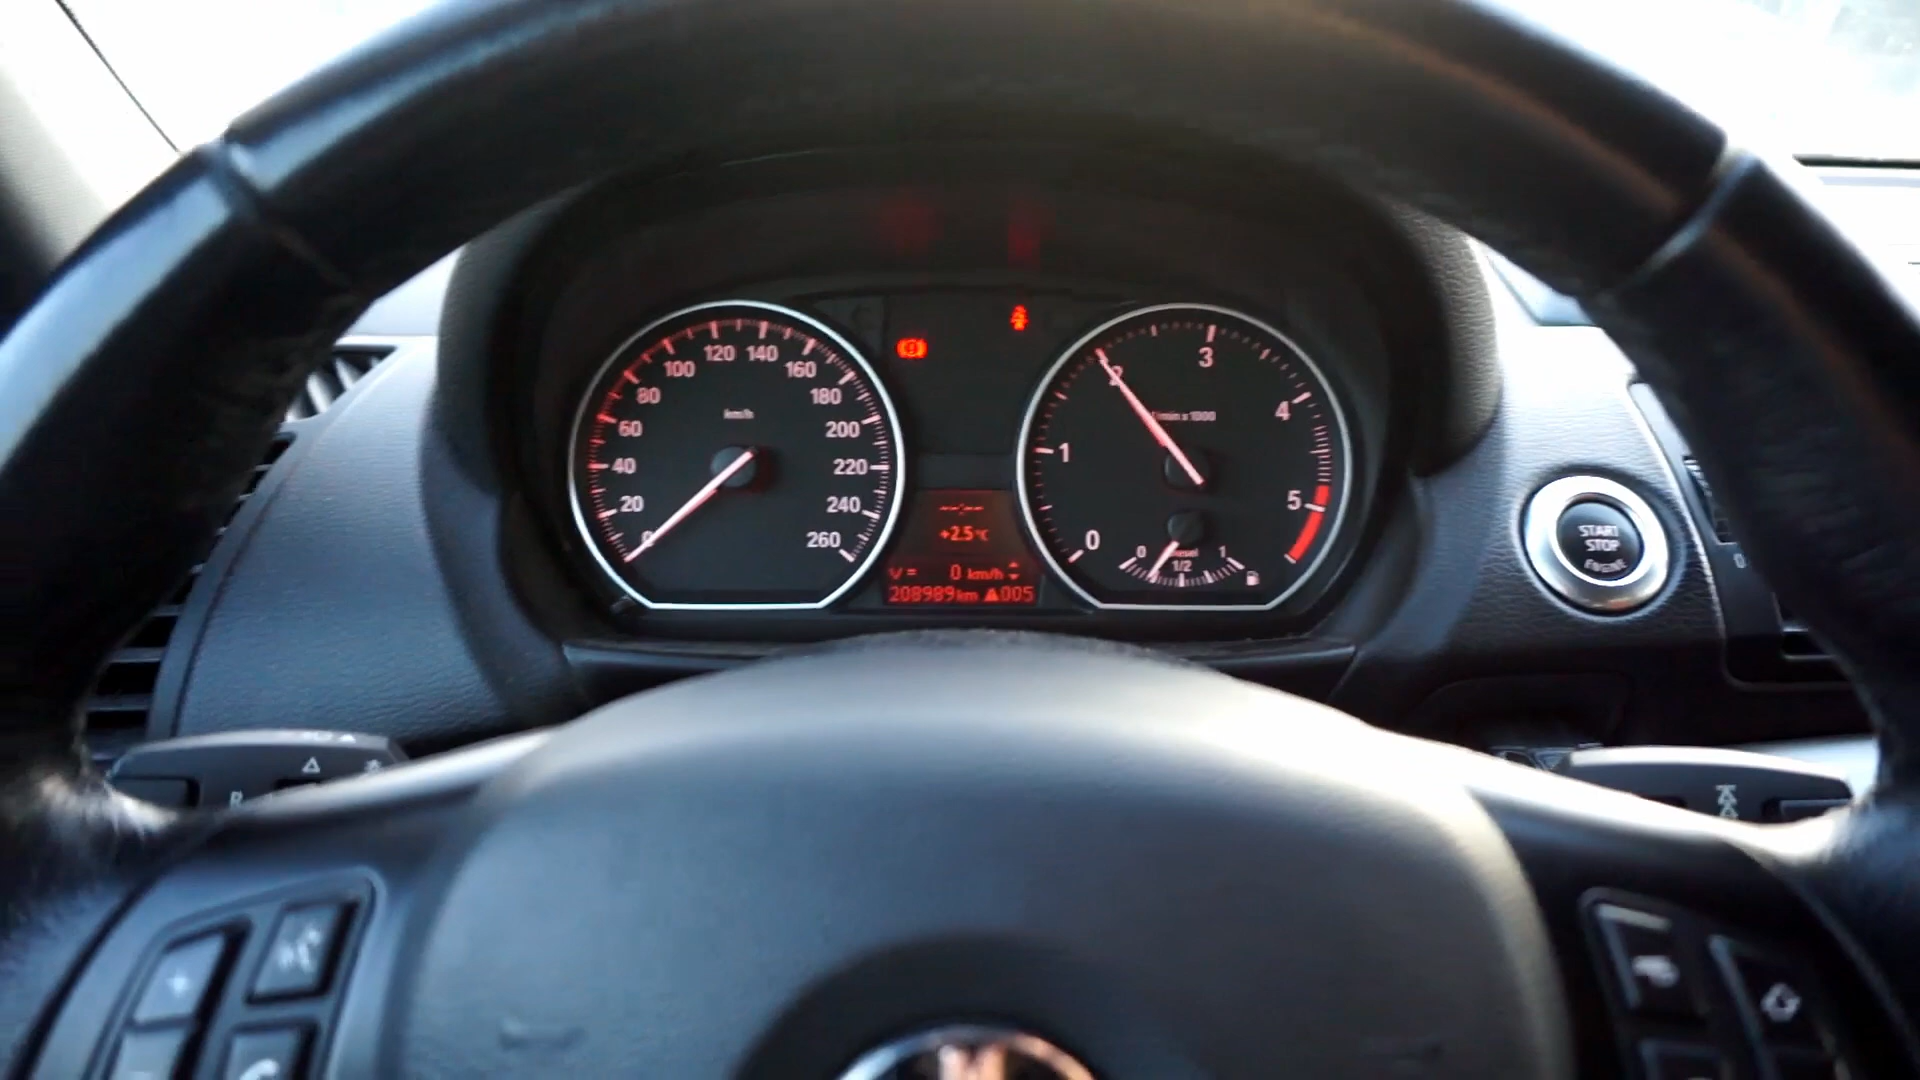 0
20
40
60
80
100
120
140
160
180
200
220
240
260
km/h
--:--
+2.5°C
V = 0 km/h
208989km 005
0
1
2
3
4
5
1/min x 1000
0
1/2
1
START
STOP
ENGINE
R
0